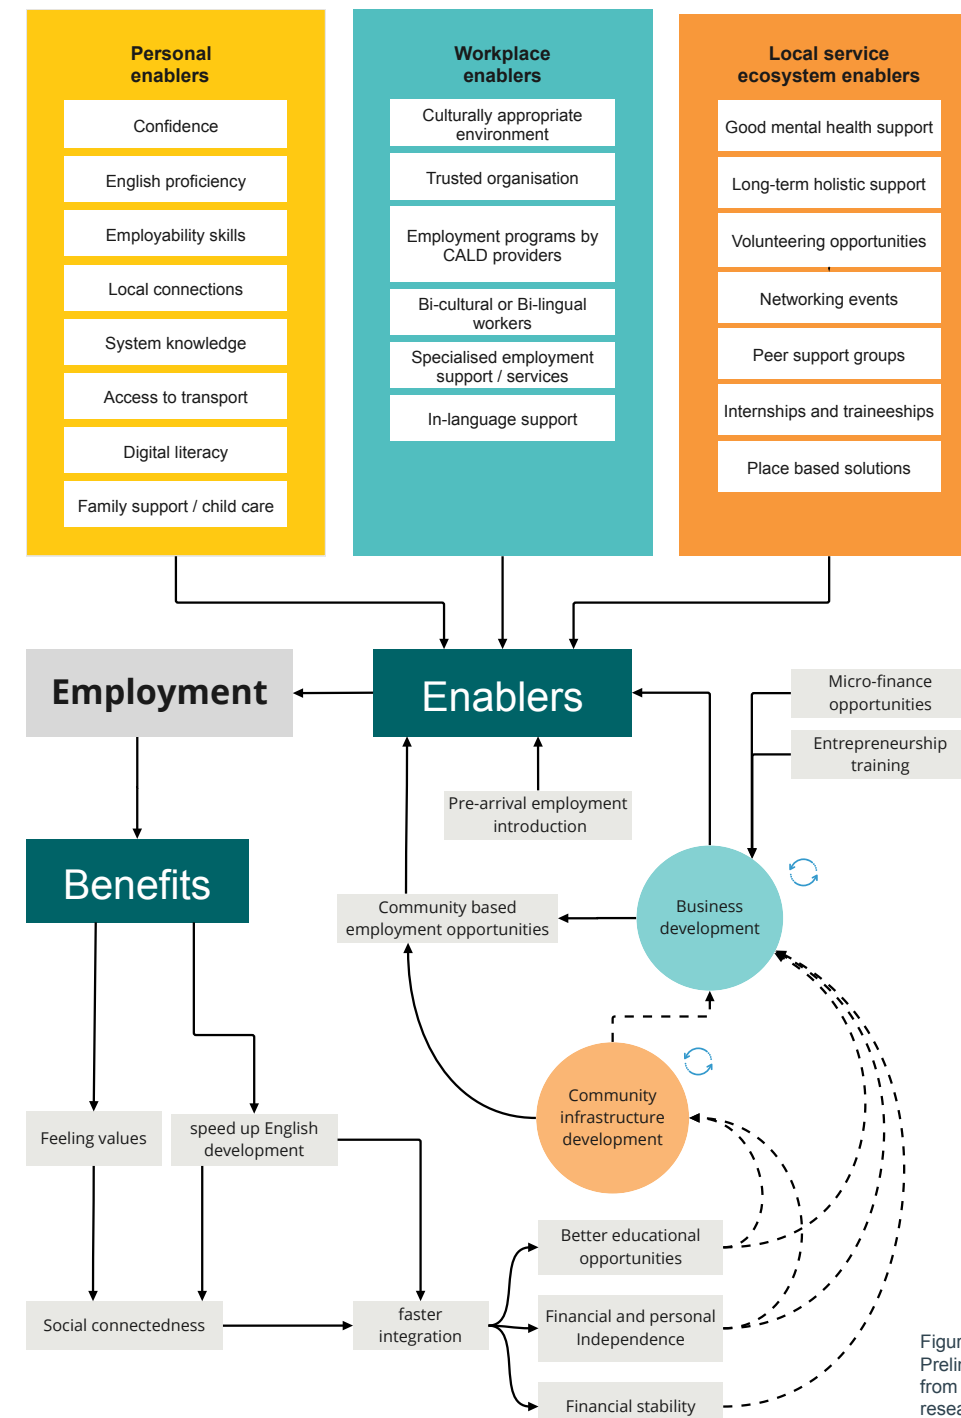 Personal
enablers
Confidence
English proficiency
Employability skills
Local connections
System knowledge
Access to transport
Digital literacy
Family support / child care
Workplace
enablers
Culturally appropriate
environment
Trusted organisation
Employment programs by
CALD providers
Bi-cultural or Bi-lingual
workers
Specialised employment
support / services
In-language support
Local service
ecosystem enablers
Good mental health support
Long-term holistic support
Volunteering opportunities
Networking events
Peer support groups
Internships and traineeships
Place based solutions
Employment
Enablers
Micro-finance
opportunities
Entrepreneurship
training
Pre-arrival employment
introduction
Benefits
Community based
employment opportunities
Business
development
Community
infrastructure
development
Feeling values
speed up English
development
Better educational
opportunities
Social connectedness
faster
integration
Financial and personal
Independence
Financial stability
from